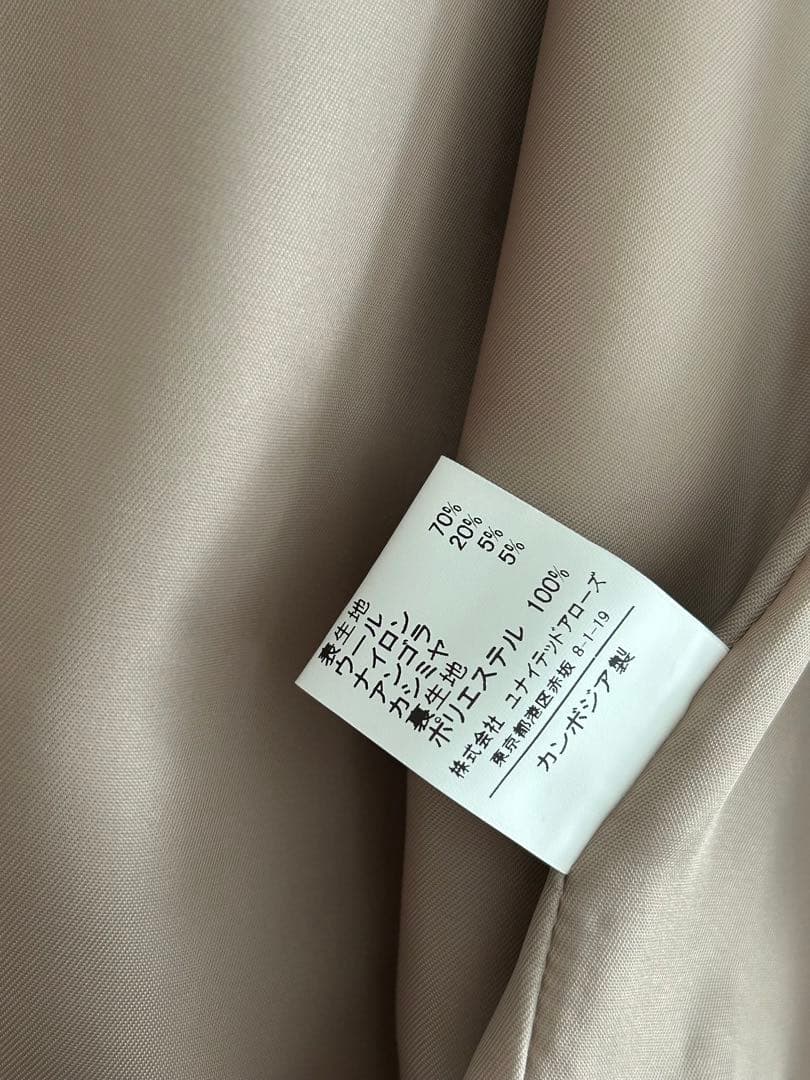 表生地
ウール 70%
ナイロン 20%
アンゴラ 5%
カシミヤ 5%
裏生地
ポリエステル 100%
株式会社 ユナイテッドアローズ
東京都港区赤坂 8-1-19
カンボジア製